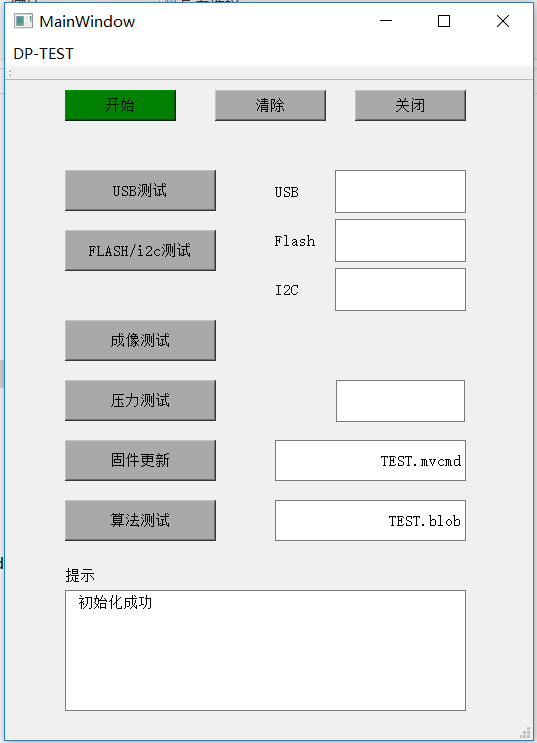 MainWindow
DP-TEST
开始 清除 关闭
USB测试 USB
FLASH/i2c测试 Flash
I2C
成像测试
压力测试
固件更新 TEST.mvcmd
算法测试 TEST.blob
提示
初始化成功